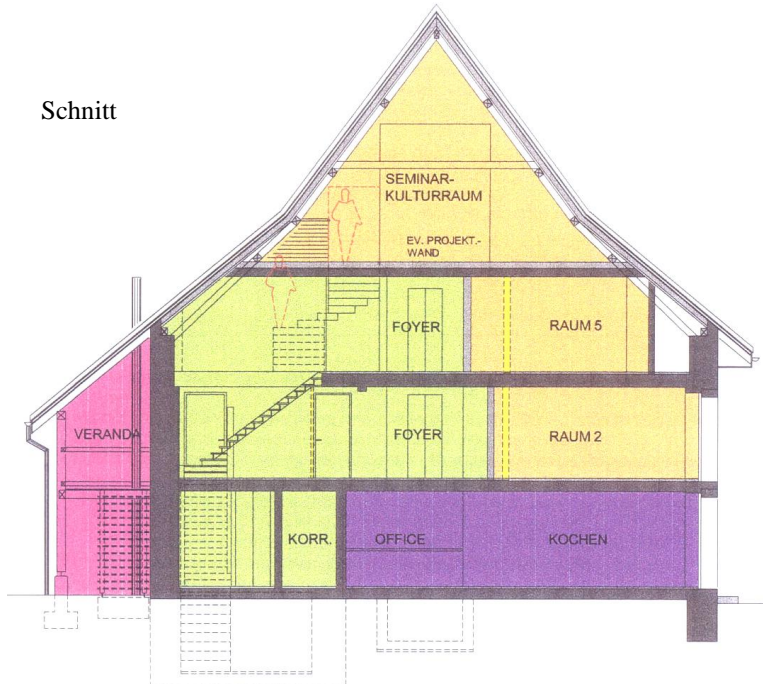 Schnitt
SEMINAR-
KULTURRAUM
EV. PROJEKT.-
WAND
FOYER
RAUM 5
VERANDA
FOYER
RAUM 2
KORR.
OFFICE
KOCHEN